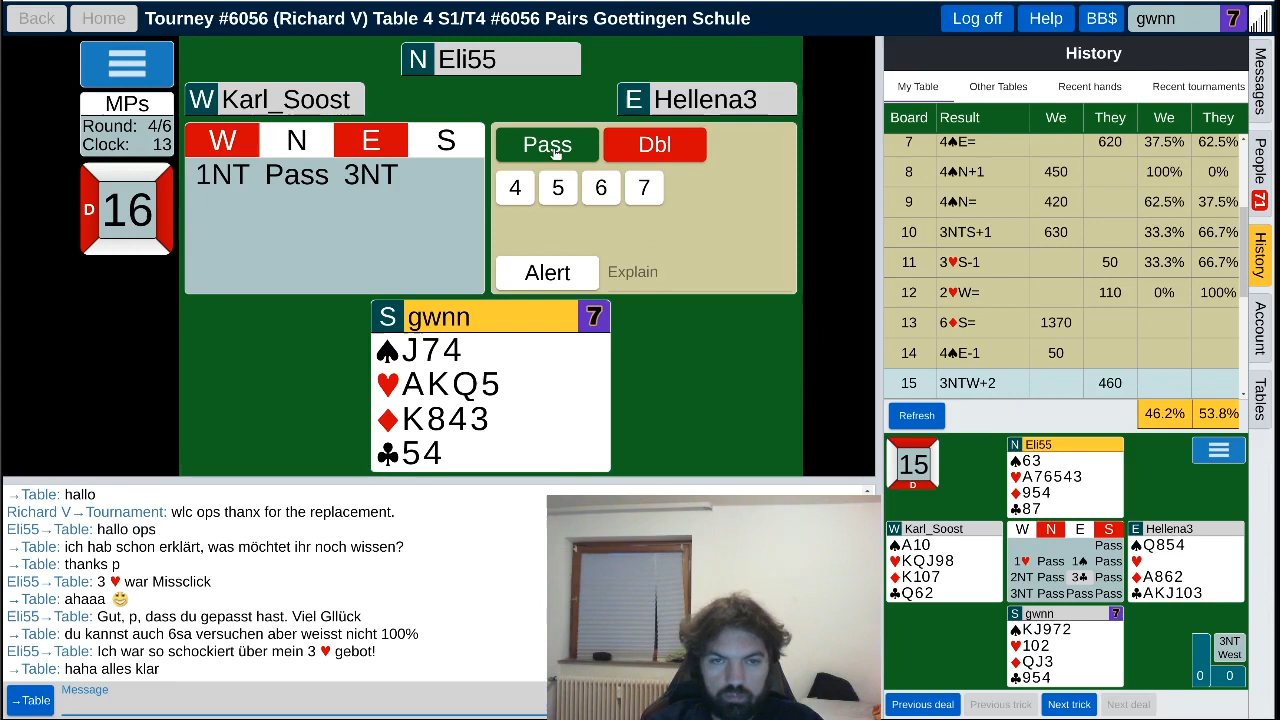 Back Home Tourney #6056 (Richard V) Table 4 S1/T4 #6056 Pairs Goettingen Schule Log off Help BB$ gwnn 7
N Eli55
W Karl_Soost
E Hellena3
MPs
Round: 4/6
Clock: 13
D 16
W N E S
1NT Pass 3NT
Pass Dbl
4 5 6 7
Alert Explain
S gwnn 7
♠J74
♥AKQ5
♦K843
♣54
→Table: hallo
Richard V→Tournament: wlc ops thanx for the replacement.
Eli55→Table: hallo ops
→Table: ich hab schon erklärt, was möchtet ihr noch wissen?
→Table: thanks p
Eli55→Table: 3 ♥ war Missclick
→Table: ahaaa 😄
Eli55→Table: Gut, p, dass du gepasst hast. Viel Gllück
→Table: du kannst auch 6sa versuchen aber weisst nicht 100%
Eli55→Table: Ich war so schockiert über mein 3 ♥ gebot!
→Table: haha alles klar
→Table Message
History
My Table Other Tables Recent hands Recent tournaments
Board Result We They We They
7 4♠E= 620 37.5% 62.5%
8 4♠N+1 450 100% 0%
9 4♠N= 420 62.5% 37.5%
10 3NTS+1 630 33.3% 66.7%
11 3♥S-1 50 33.3% 66.7%
12 2♥W= 110 0% 100%
13 6♦S= 1370
14 4♠E-1 50
15 3NTW+2 460
Refresh 46.2% 53.8%
15
D
N Eli55
♠63
♥A76543
♦954
♣87
W Karl_Soost
♠A10
♥KQJ98
♦K107
♣Q62
W N E S
Pass
1♥ Pass 1♠ Pass
2NT Pass 3♣ Pass
3NT Pass Pass Pass
E Hellena3
♠Q854
♥
♦A862
♣AKJ103
S gwnn 7
♠KJ972
♥102
♦QJ3
♣954
3NT
West
0 0
Previous deal Previous trick Next trick Next deal
Messages
People 71
History
Account
Tables